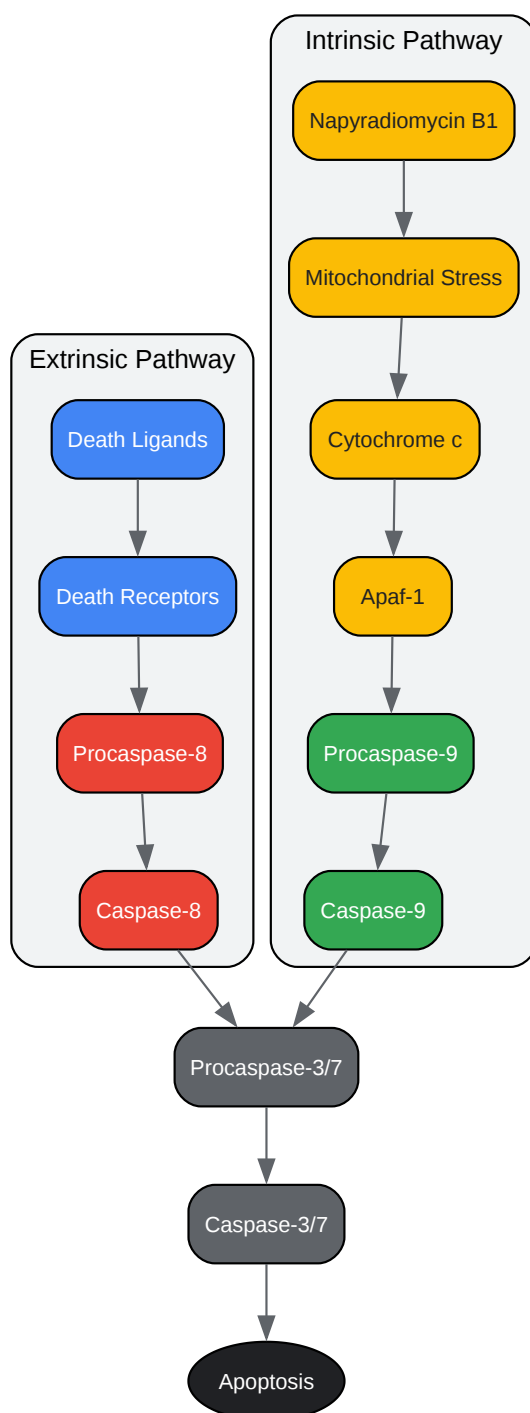 Intrinsic Pathway
Napyradiomycin B1
Mitochondrial Stress
Extrinsic Pathway
Death Ligands
Cytochrome c
Death Receptors
Apaf-1
Procaspase-8
Procaspase-9
Caspase-8
Caspase-9
Procaspase-3/7
Caspase-3/7
Apoptosis